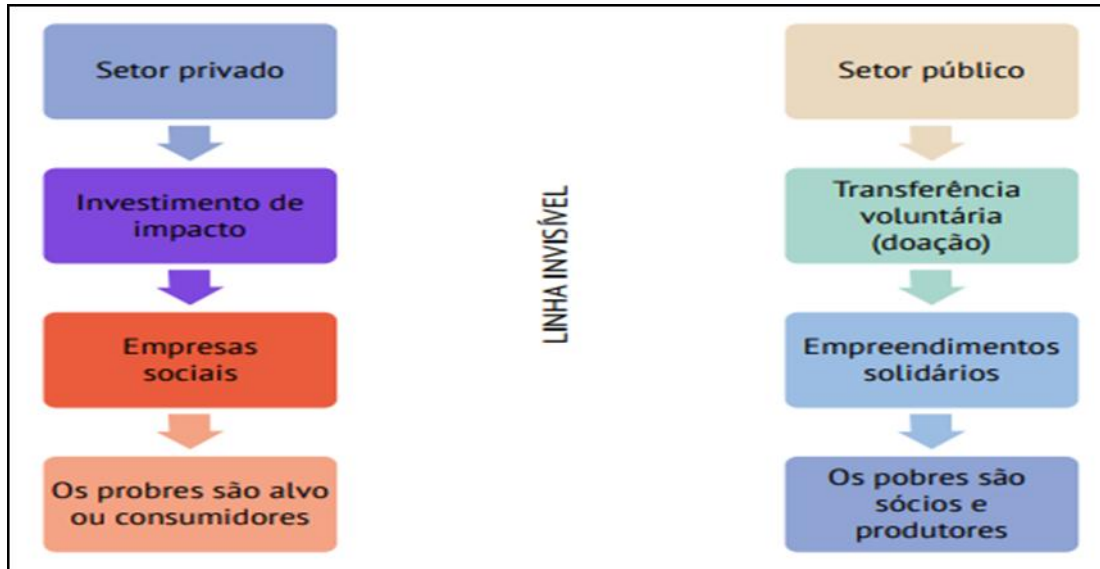 Setor privado
Investimento de
impacto
Empresas
sociais
Os probres são alvo
ou consumidores
LINHA INVISÍVEL
Setor público
Transferência
voluntária
(doação)
Empreendimentos
solidários
Os pobres são
sócios e
produtores